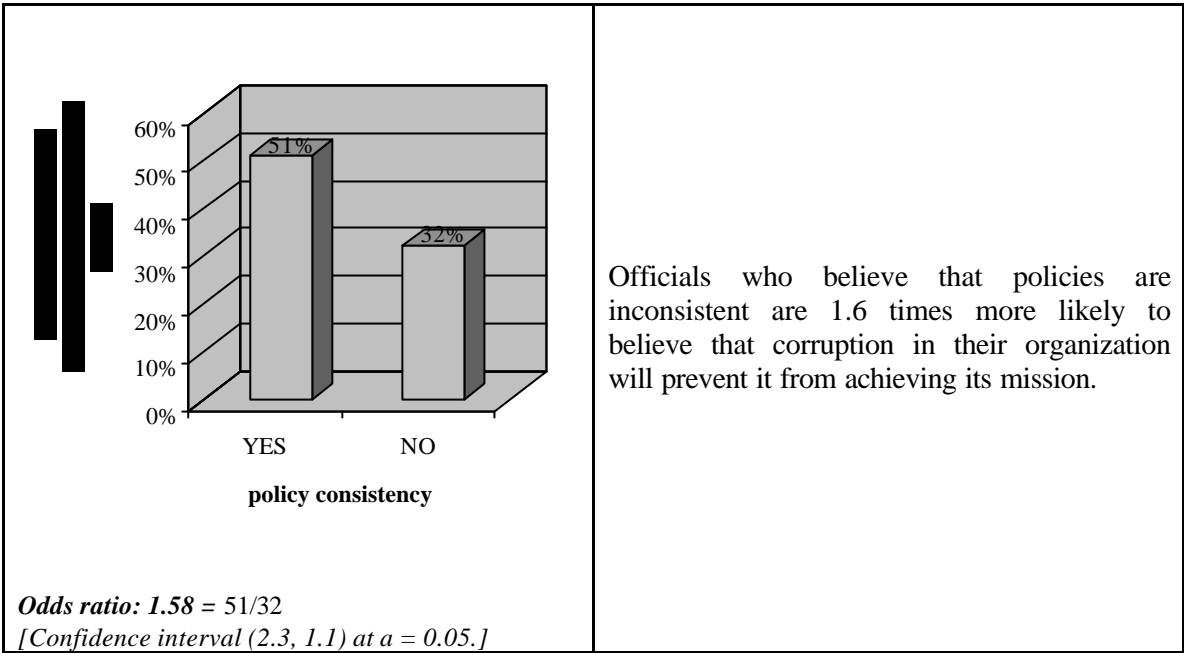 60%
50%
40%
30%
20%
10%
0%
51%
32%
YES
NO
policy consistency
Odds ratio: 1.58 = 51/32
[Confidence interval (2.3, 1.1) at a = 0.05.]
Officials who believe that policies are
inconsistent are 1.6 times more likely to
believe that corruption in their organization
will prevent it from achieving its mission.